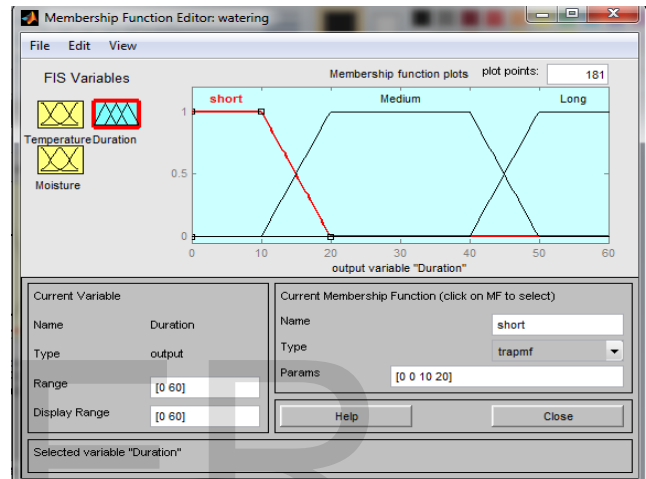 Membership Function Editor: watering
File Edit View
FIS Variables
Temperature Duration
Moisture
Membership function plots plot points: 181
short Medium Long
1
0.5
0
0 10 20 30 40 50 60
output variable "Duration"
Current Variable
Name Duration
Type output
Range [0 60]
Display Range [0 60]
Current Membership Function (click on MF to select)
Name short
Type trapmf
Params [0 0 10 20]
Help Close
Selected variable "Duration"